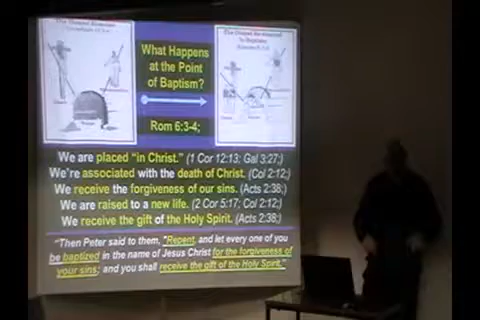 What Happens
at the Point
of Baptism?
Rom 6:3-4;
We are placed "in Christ." (1 Cor 12:13; Gal 3:27;)
We're associated with the death of Christ. (Col 2:12;)
We receive the forgiveness of our sins. (Acts 2:38;)
We are raised to a new life. (2 Cor 5:17; Col 2:12;)
We receive the gift of the Holy Spirit. (Acts 2:38;)
"Then Peter said to them, "Repent, and let every one of you
be baptized in the name of Jesus Christ for the forgiveness of
your sins; and you shall receive the gift of the Holy Spirit."